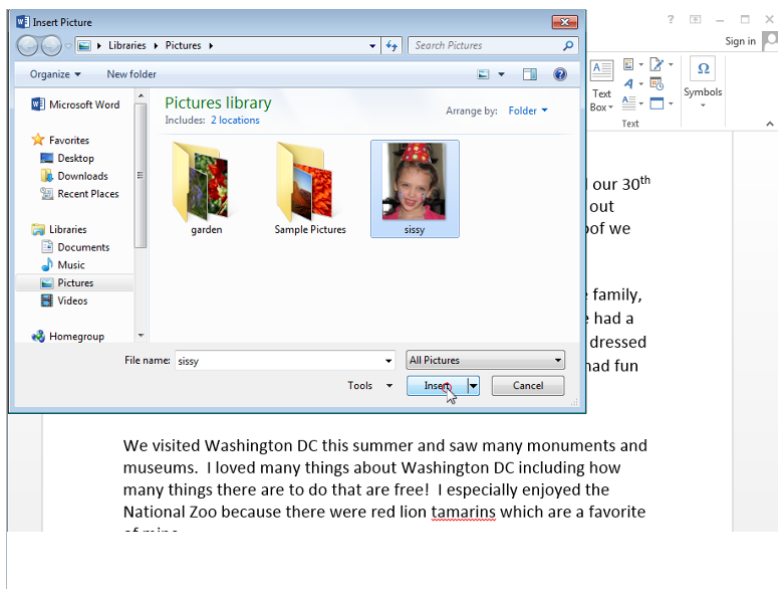 Insert Picture
Sign in
Libraries Pictures
Search Pictures
Organize New folder
Microsoft Word
Favorites
Desktop
Downloads
Recent Places
Libraries
Documents
Music
Pictures
Videos
Homegroup
Pictures library
Includes: 2 locations
Arrange by: Folder
garden
Sample Pictures
sissy
File name: sissy
All Pictures
Tools Insert Cancel
Text
Box
Symbols
Text
our 30th
out
we
family,
had a
dressed
had fun
We visited Washington DC this summer and saw many monuments and
museums. I loved many things about Washington DC including how
many things there are to do that are free! I especially enjoyed the
National Zoo because there were red lion tamarins which are a favorite